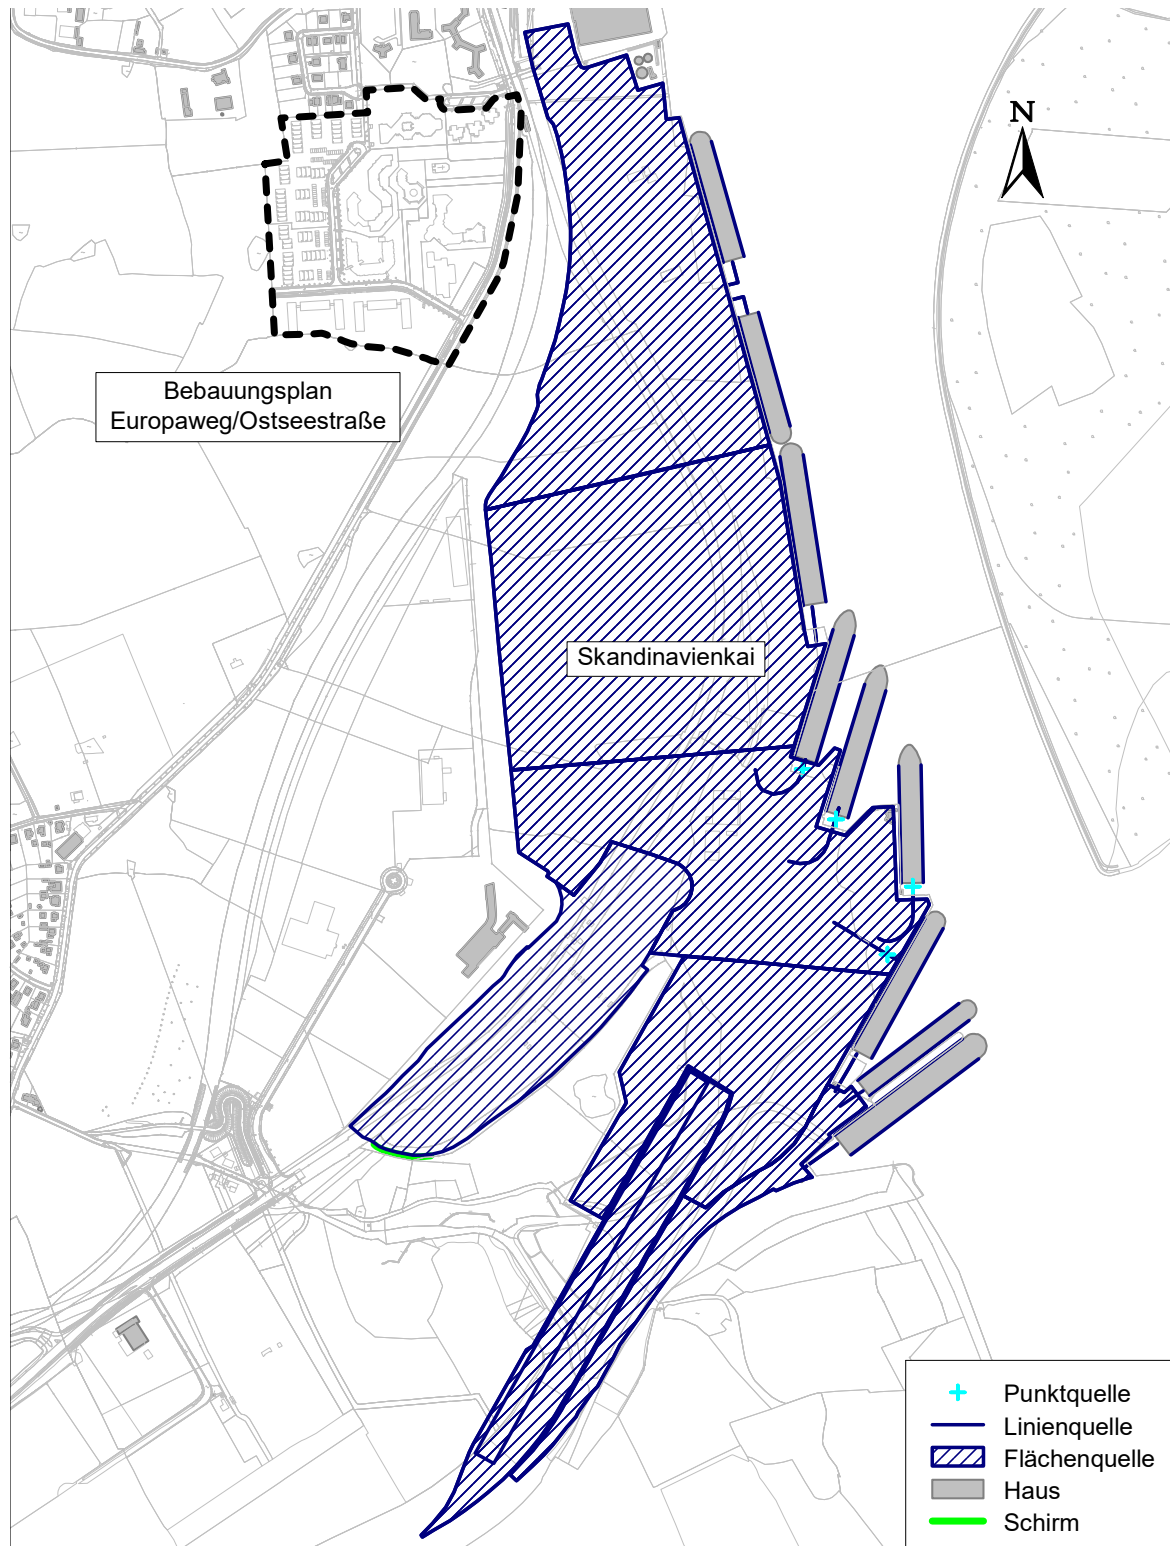 N
Bebauungsplan
Europaweg/Ostseestraße
Skandinavienkai
Punktquelle
Linienquelle
Flächenquelle
Haus
Schirm